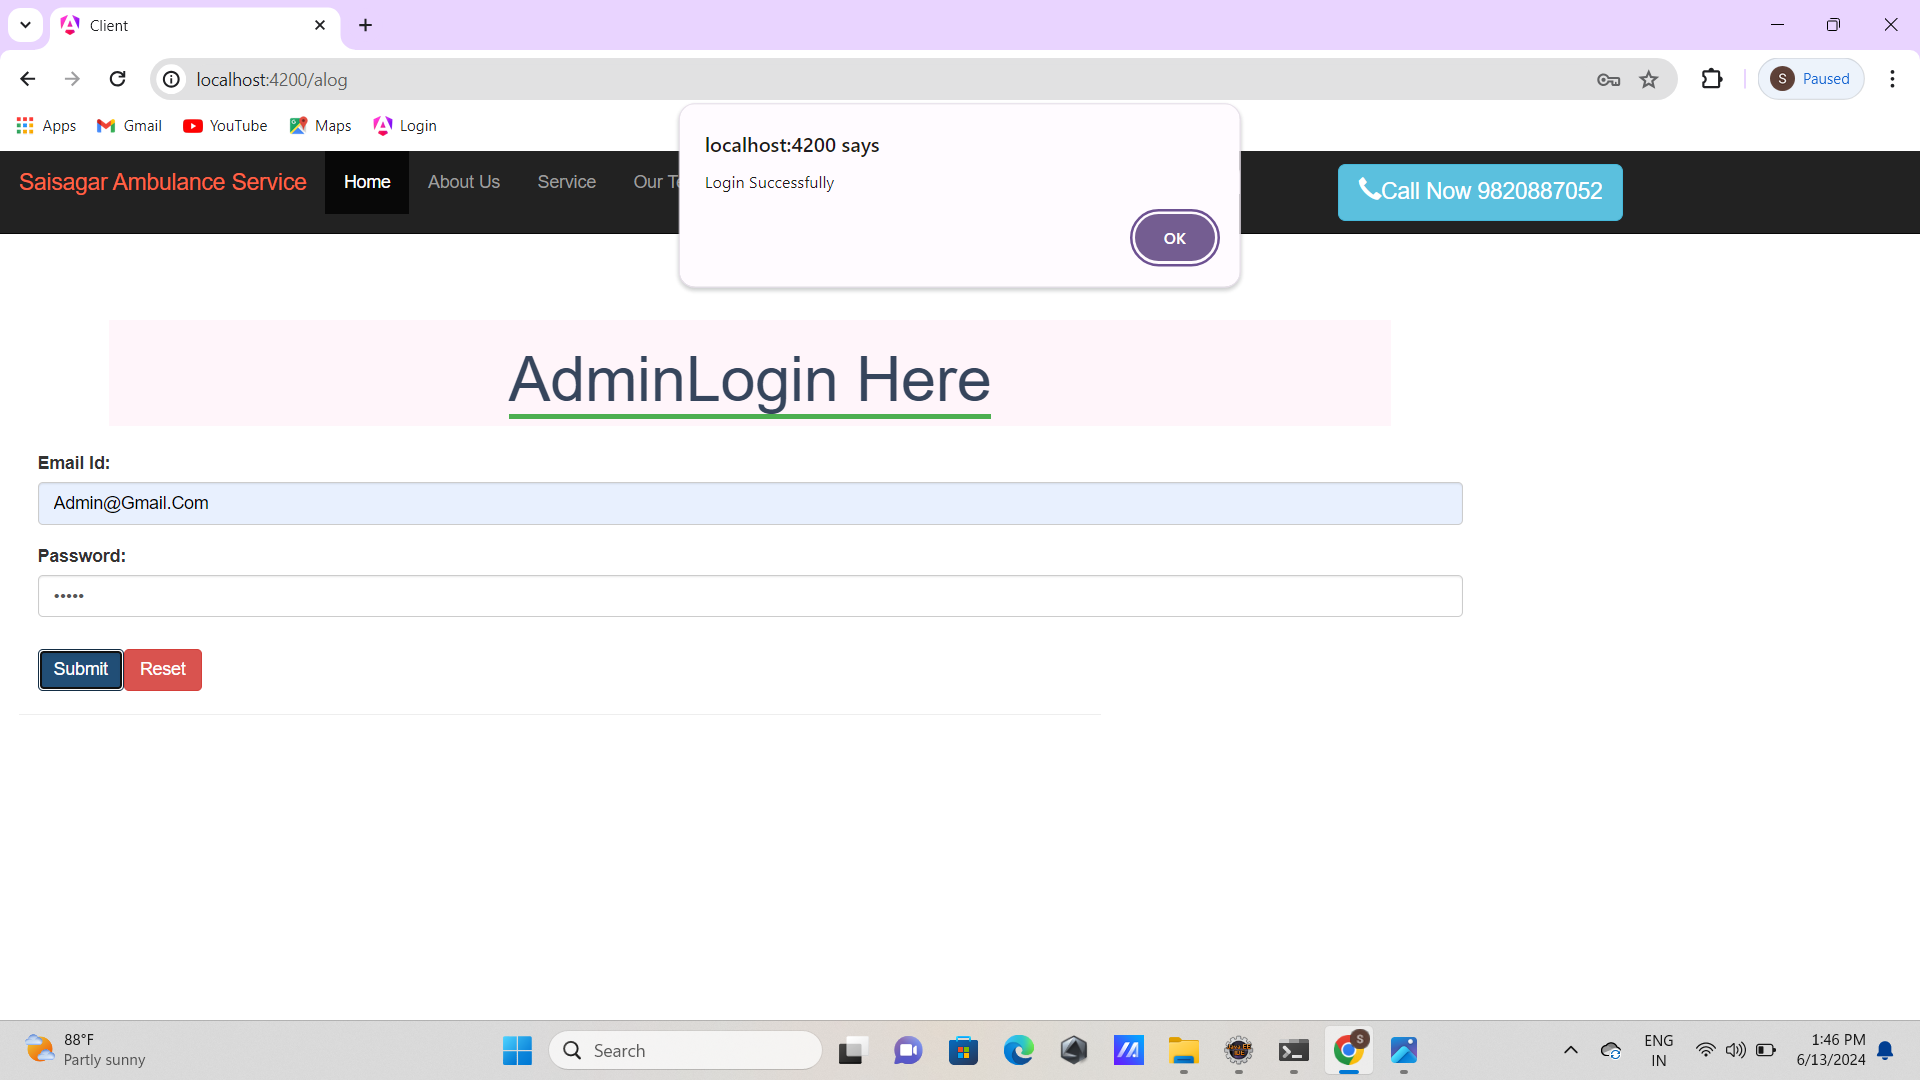 Client
localhost:4200/alog
S
Paused
Apps
Gmail
YouTube
Maps
Login
localhost:4200 says
Login Successfully
OK
Saisagar Ambulance Service
Home
About Us
Service
Our
Call Now 9820887052
AdminLogin Here
Email Id:
Admin@Gmail.Com
Password:
•••••
Submit
Reset
88°F
Partly sunny
Search
S
ENG
IN
1:46 PM
6/13/2024